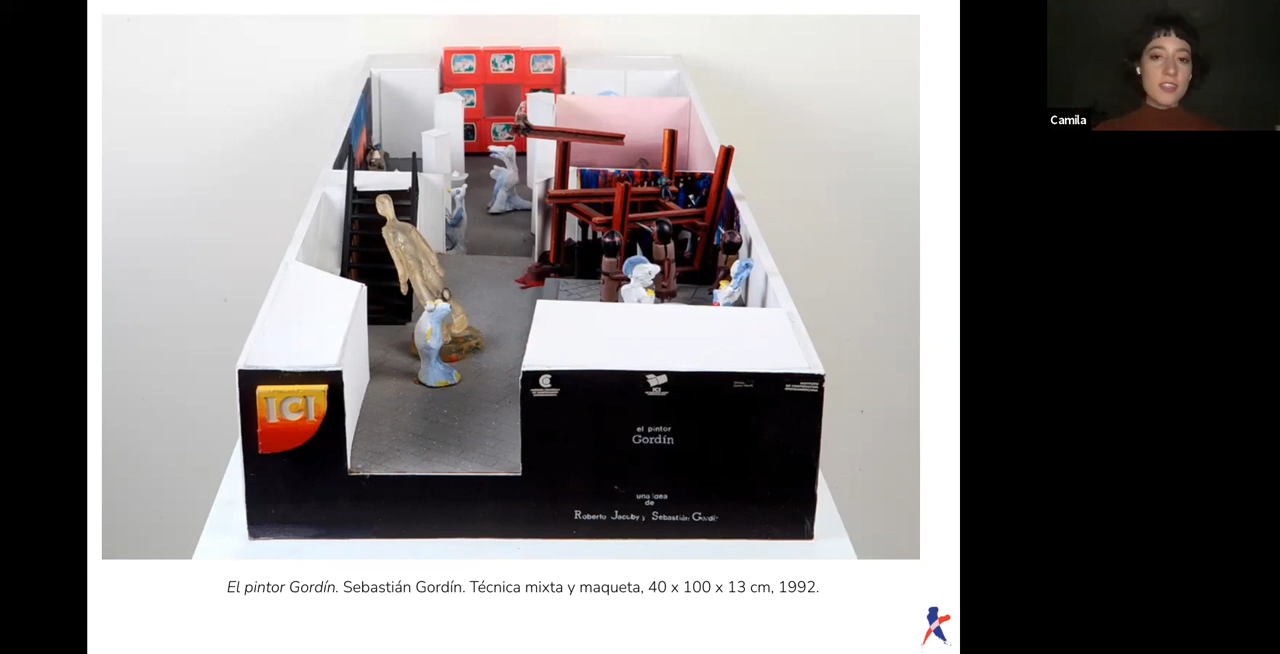 Camila
ICI
ICI
el pintor
Gordín
una idea
de
Roberto Jacoby y Sebastián Gordín
El pintor Gordín. Sebastián Gordín. Técnica mixta y maqueta, 40 x 100 x 13 cm, 1992.